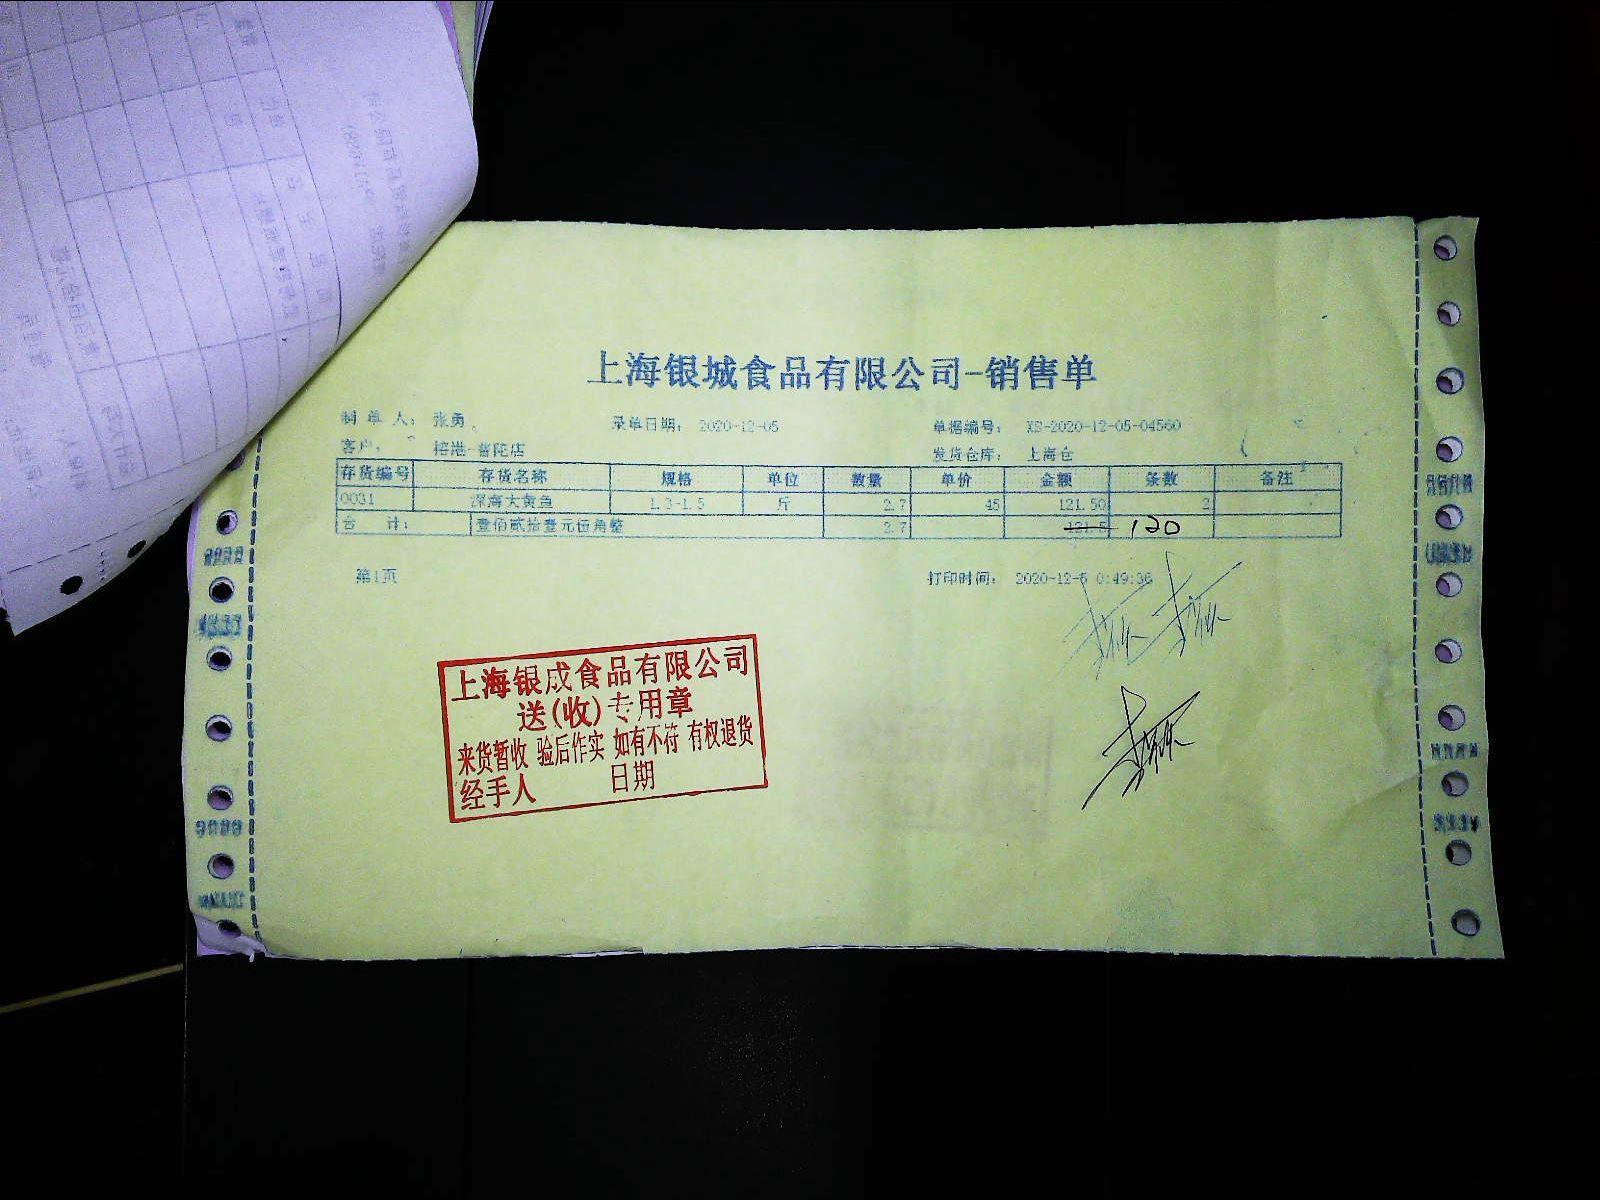 上海银城食品有限公司-销售单
制单人： 张勇 录单日期： 2020-12-05 单据编号： XS-2020-12-05-04560
客户： 榕港-普陀店 发货仓库： 上海仓
存货编号 存货名称 规格 单位 数量 单价 金额 条数 备注
0031 深海大黄鱼 1.3-1.5 斤 2.7 45 121.50 2
合 计： 壹佰贰拾壹元伍角整 2.7 121.5 120
第1页 打印时间： 2020-12-5 0:49:36
上海银成食品有限公司
送(收)专用章
来货暂收 验后作实 如有不符 有权退货
经手人 日期